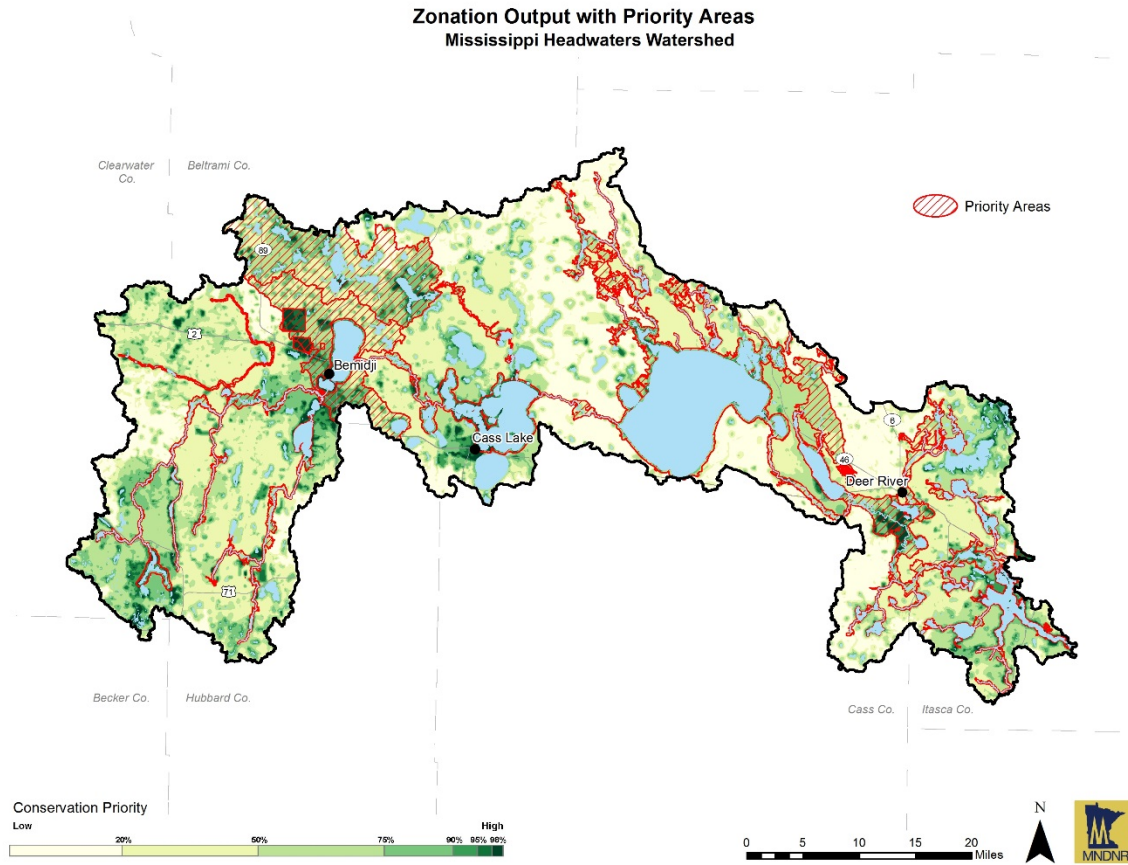 Zonation Output with Priority Areas
Mississippi Headwaters Watershed
Clearwater
Co.
Beltrami Co.
Priority Areas
89
2
Bemidji
6
Cass Lake
46
Deer River
71
Becker Co.
Hubbard Co.
Cass Co.
Itasca Co.
Conservation Priority
Low
High
20%
50%
75%
90%
95%
98%
N
0
5
10
15
20
Miles
MNDNR